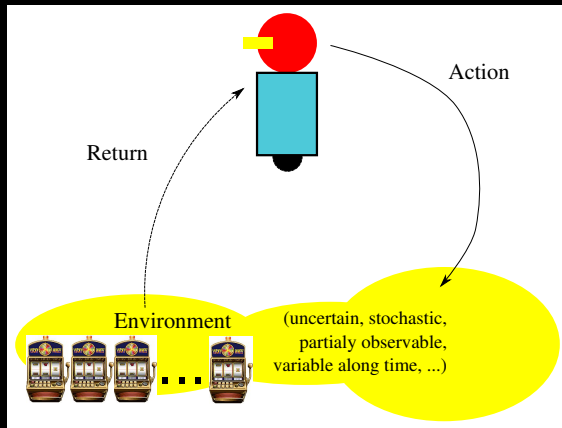 Action
Return
Environment
(uncertain, stochastic,
partialy observable,
variable along time, ...)